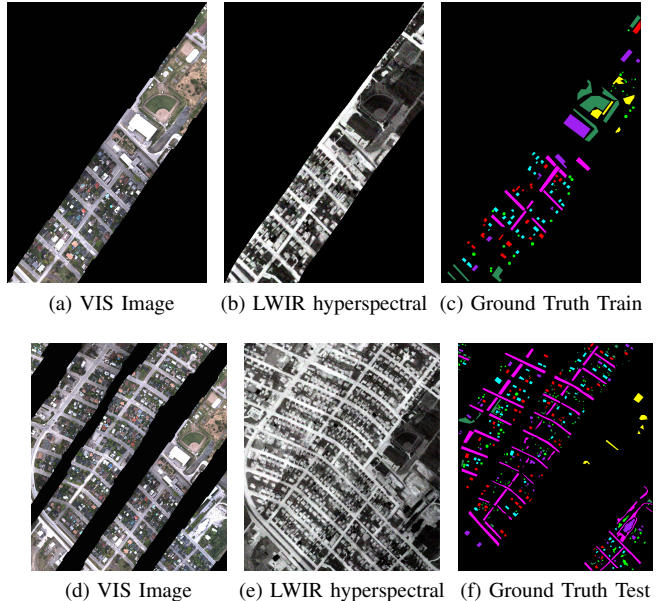 (a) VIS Image
(b) LWIR hyperspectral
(c) Ground Truth Train
(d) VIS Image
(e) LWIR hyperspectral
(f) Ground Truth Test